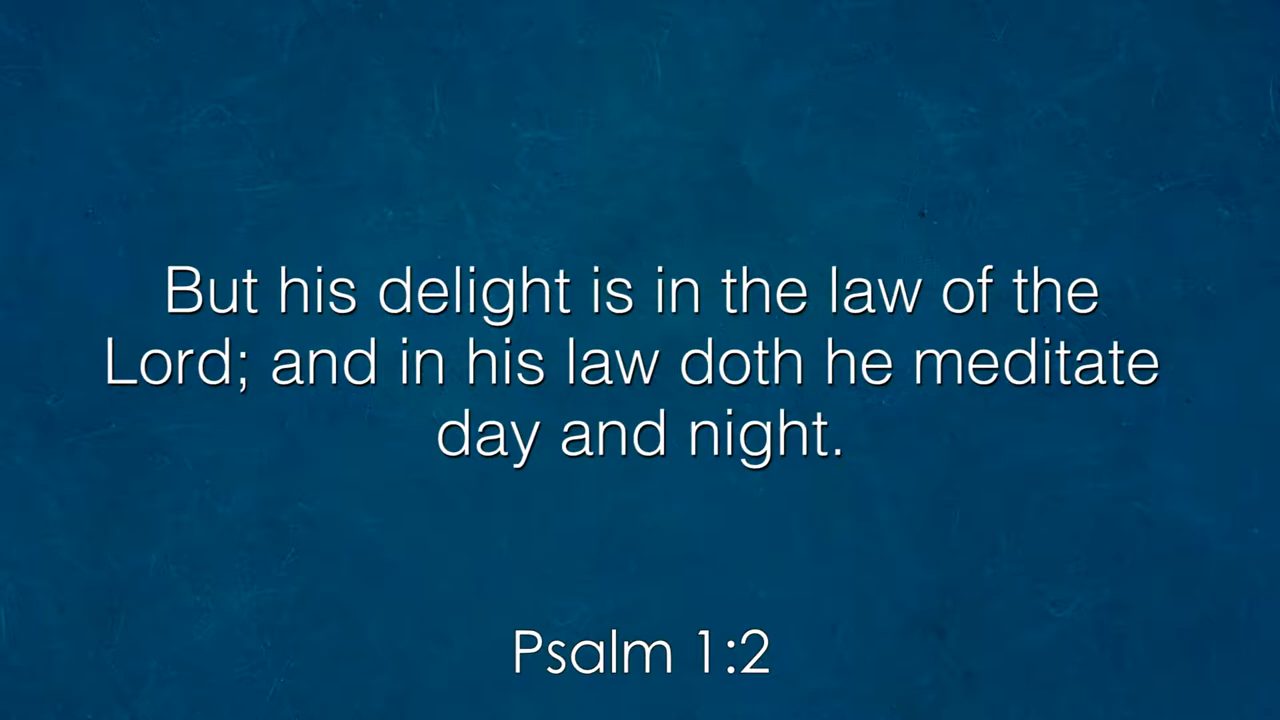 But his delight is in the law of the
Lord; and in his law doth he meditate
day and night.
Psalm 1:2